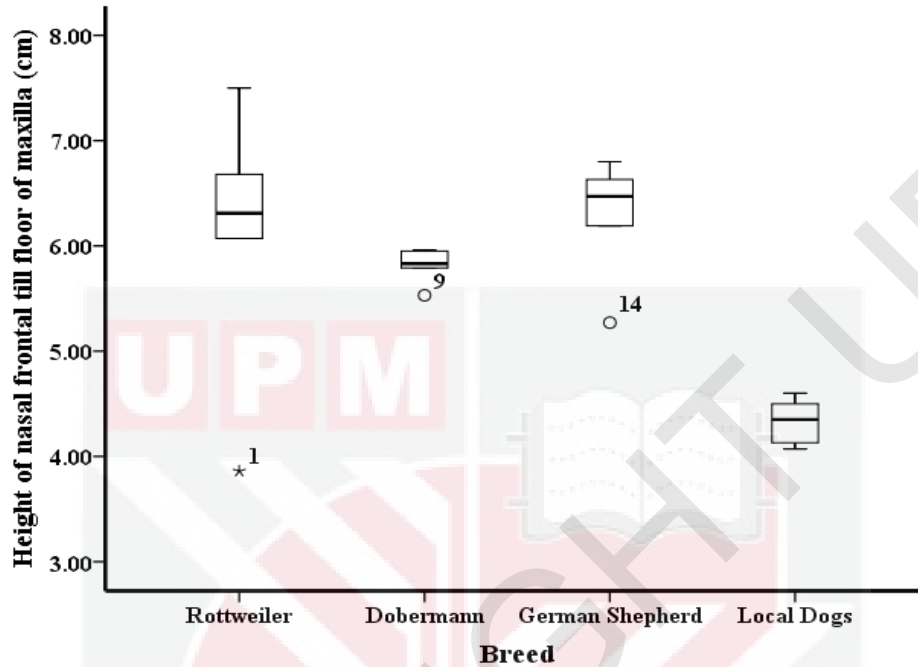 Height of nasal frontal till floor of maxilla (cm)
8.00
7.00
6.00
5.00
4.00
3.00
9
14
1
UPM
Rottweiler
Dobermann
German Shepherd
Local Dogs
Breed
GHT U